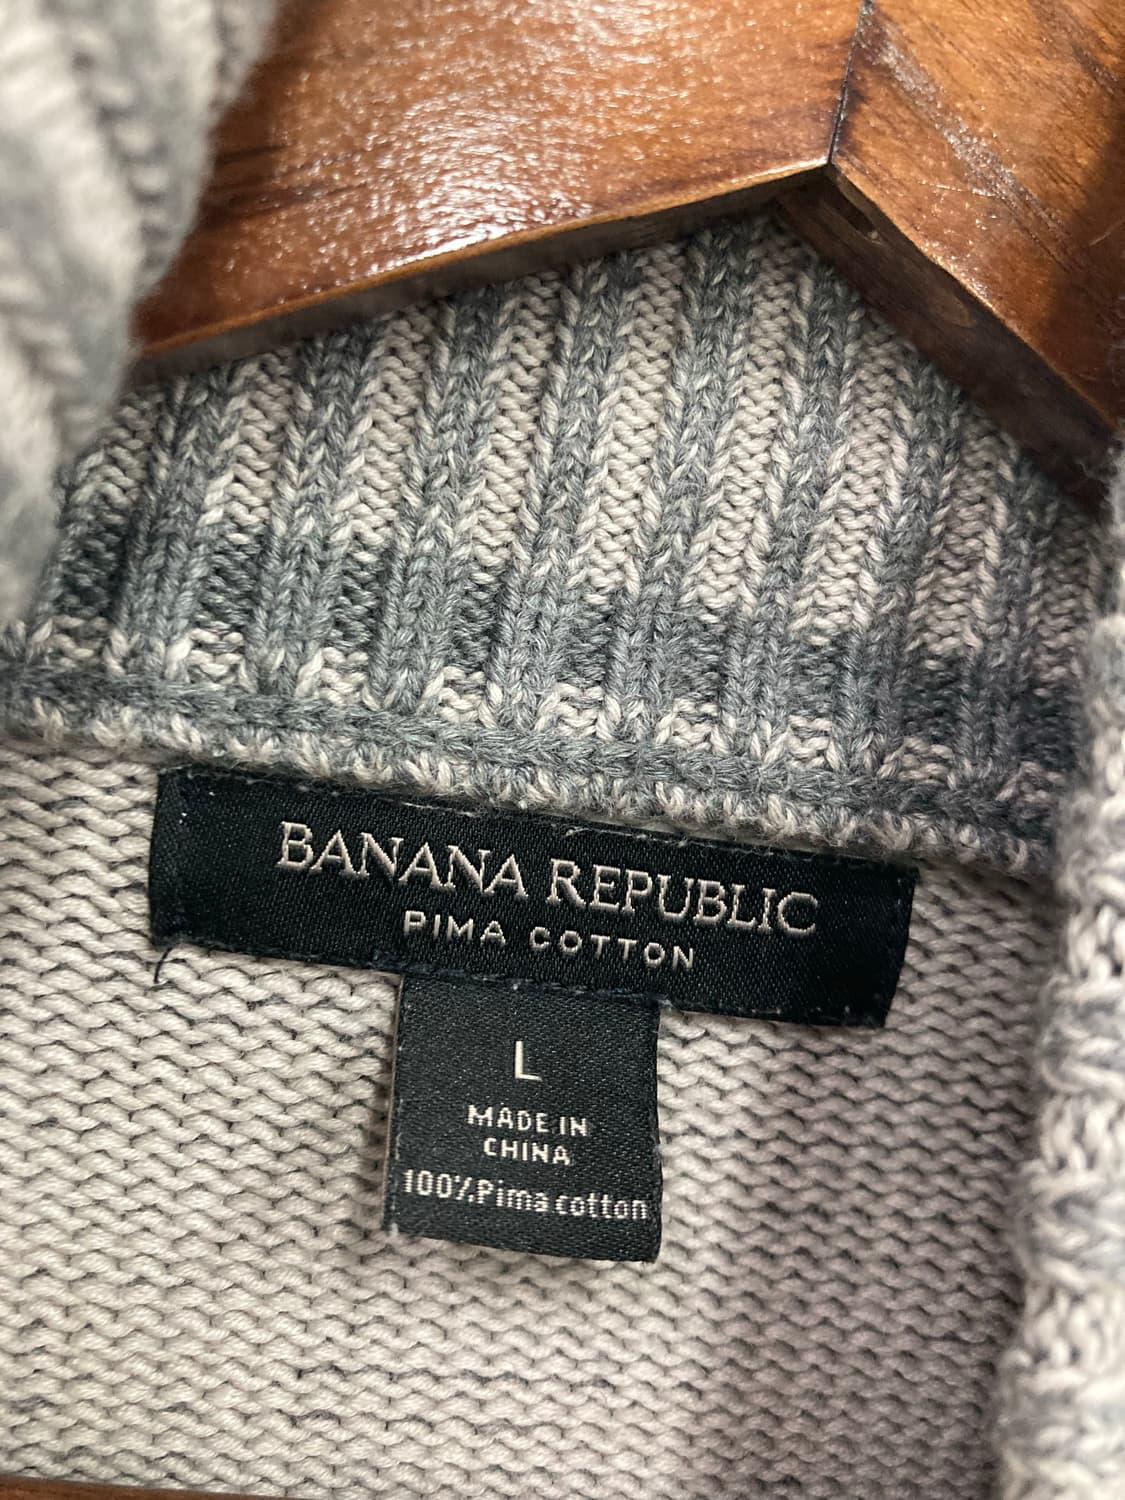 BANANA REPUBLIC
PIMA COTTON
L
MADE IN
CHINA
100%Pima cotton